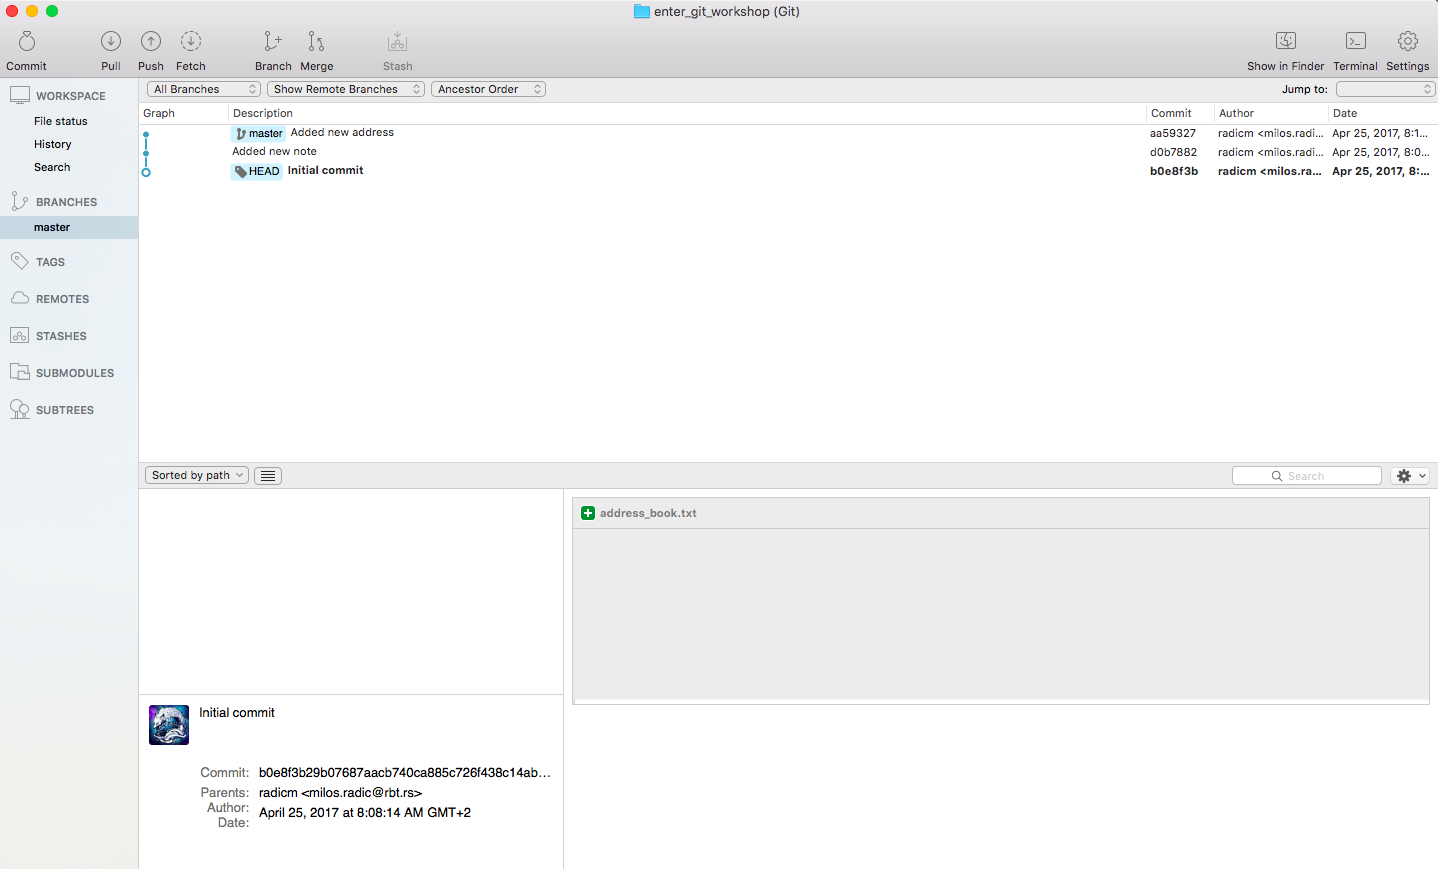 enter_git_workshop (Git)
Commit Pull Push Fetch Branch Merge Stash Show in Finder Terminal Settings
All Branches Show Remote Branches Ancestor Order Jump to:
WORKSPACE
File status
History
Search
BRANCHES
master
TAGS
REMOTES
STASHES
SUBMODULES
SUBTREES
Graph Description Commit Author Date
master Added new address aa59327 radicm <milos.radi... Apr 25, 2017, 8:1...
Added new note d0b7882 radicm <milos.radi... Apr 25, 2017, 8:0...
HEAD Initial commit b0e8f3b radicm <milos.ra... Apr 25, 2017, 8:...
Sorted by path Search
address_book.txt
Initial commit
Commit: b0e8f3b29b07687aacb740ca885c726f438c14ab...
Parents: radicm <milos.radic@rbt.rs>
Author: April 25, 2017 at 8:08:14 AM GMT+2
Date: